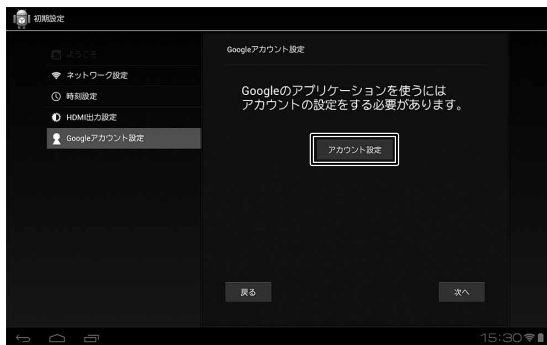 初期設定
ようこそ
ネットワーク設定
時刻設定
HDMI出力設定
Googleアカウント設定
Googleアカウント設定
Googleのアプリケーションを使うには
アカウントの設定をする必要があります。
アカウント設定
戻る
次へ
15:30